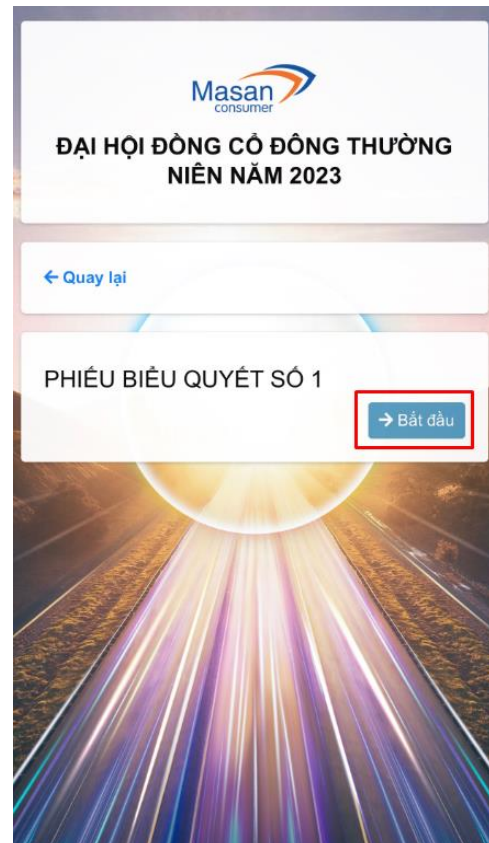 Masan
consumer
ĐẠI HỘI ĐỒNG CỔ ĐÔNG THƯỜNG
NIÊN NĂM 2023
← Quay lại
PHIẾU BIỂU QUYẾT SỐ 1
→ Bắt đầu